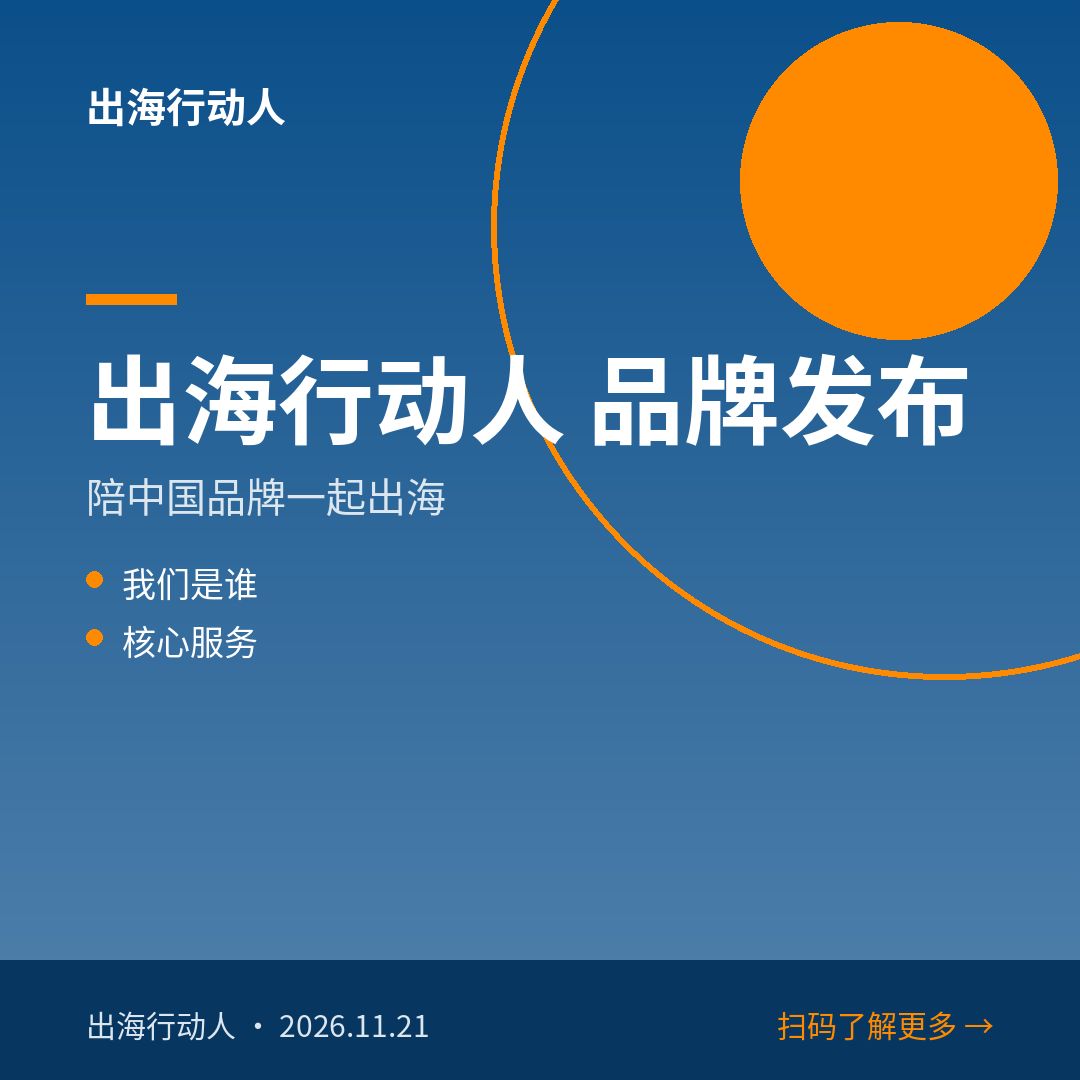 出海行动人
出海行动人 品牌发布
陪中国品牌一起出海
我们是谁
核心服务
出海行动人 · 2026.11.21
扫码了解更多 →